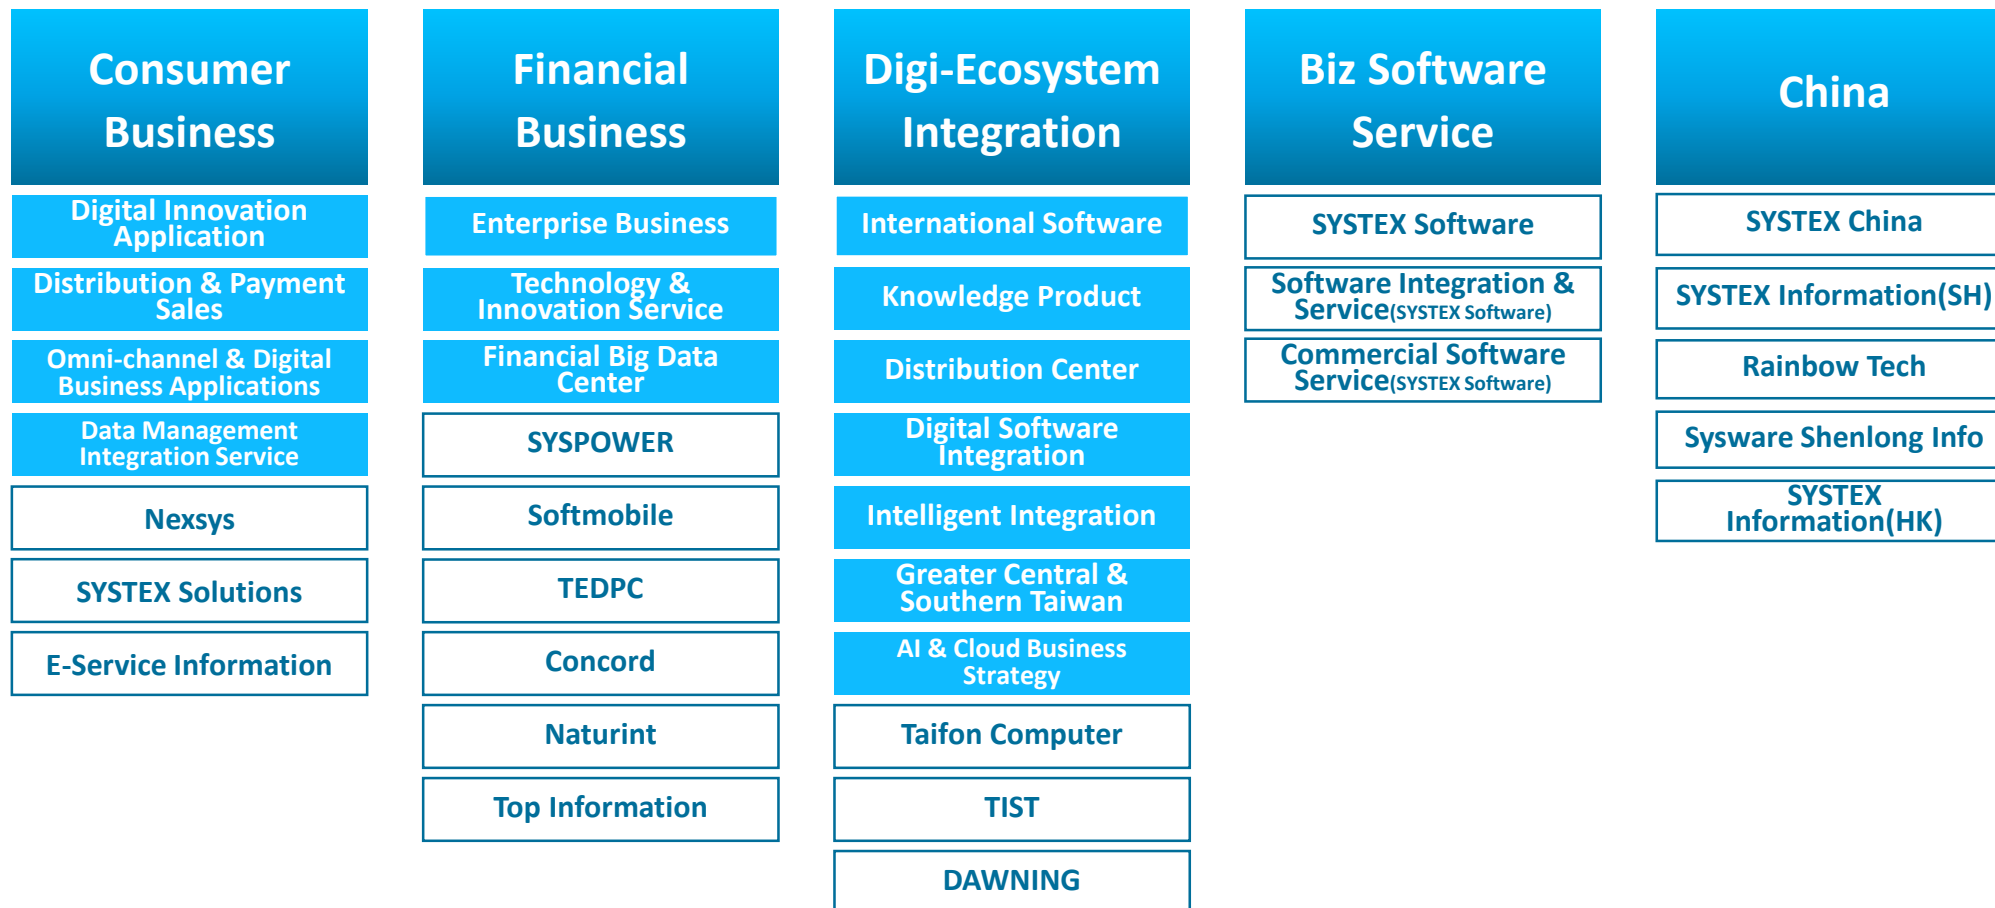 Consumer
Business
Digital Innovation
Application
Distribution & Payment
Sales
Omni-channel & Digital
Business Applications
Data Management
Integration Service
Nexsys
SYSTEX Solutions
E-Service Information
Financial
Business
Enterprise Business
Technology &
Innovation Service
Financial Big Data
Center
SYSPOWER
Softmobile
TEDPC
Concord
Naturint
Top Information
Digi-Ecosystem
Integration
International Software
Knowledge Product
Distribution Center
Digital Software
Integration
Intelligent Integration
Greater Central &
Southern Taiwan
AI & Cloud Business
Strategy
Taifon Computer
TIST
DAWNING
Biz Software
Service
SYSTEX Software
Software Integration &
Service(SYSTEX Software)
Commercial Software
Service(SYSTEX Software)
China
SYSTEX China
SYSTEX Information(SH)
Rainbow Tech
Sysware Shenlong Info
SYSTEX
Information(HK)